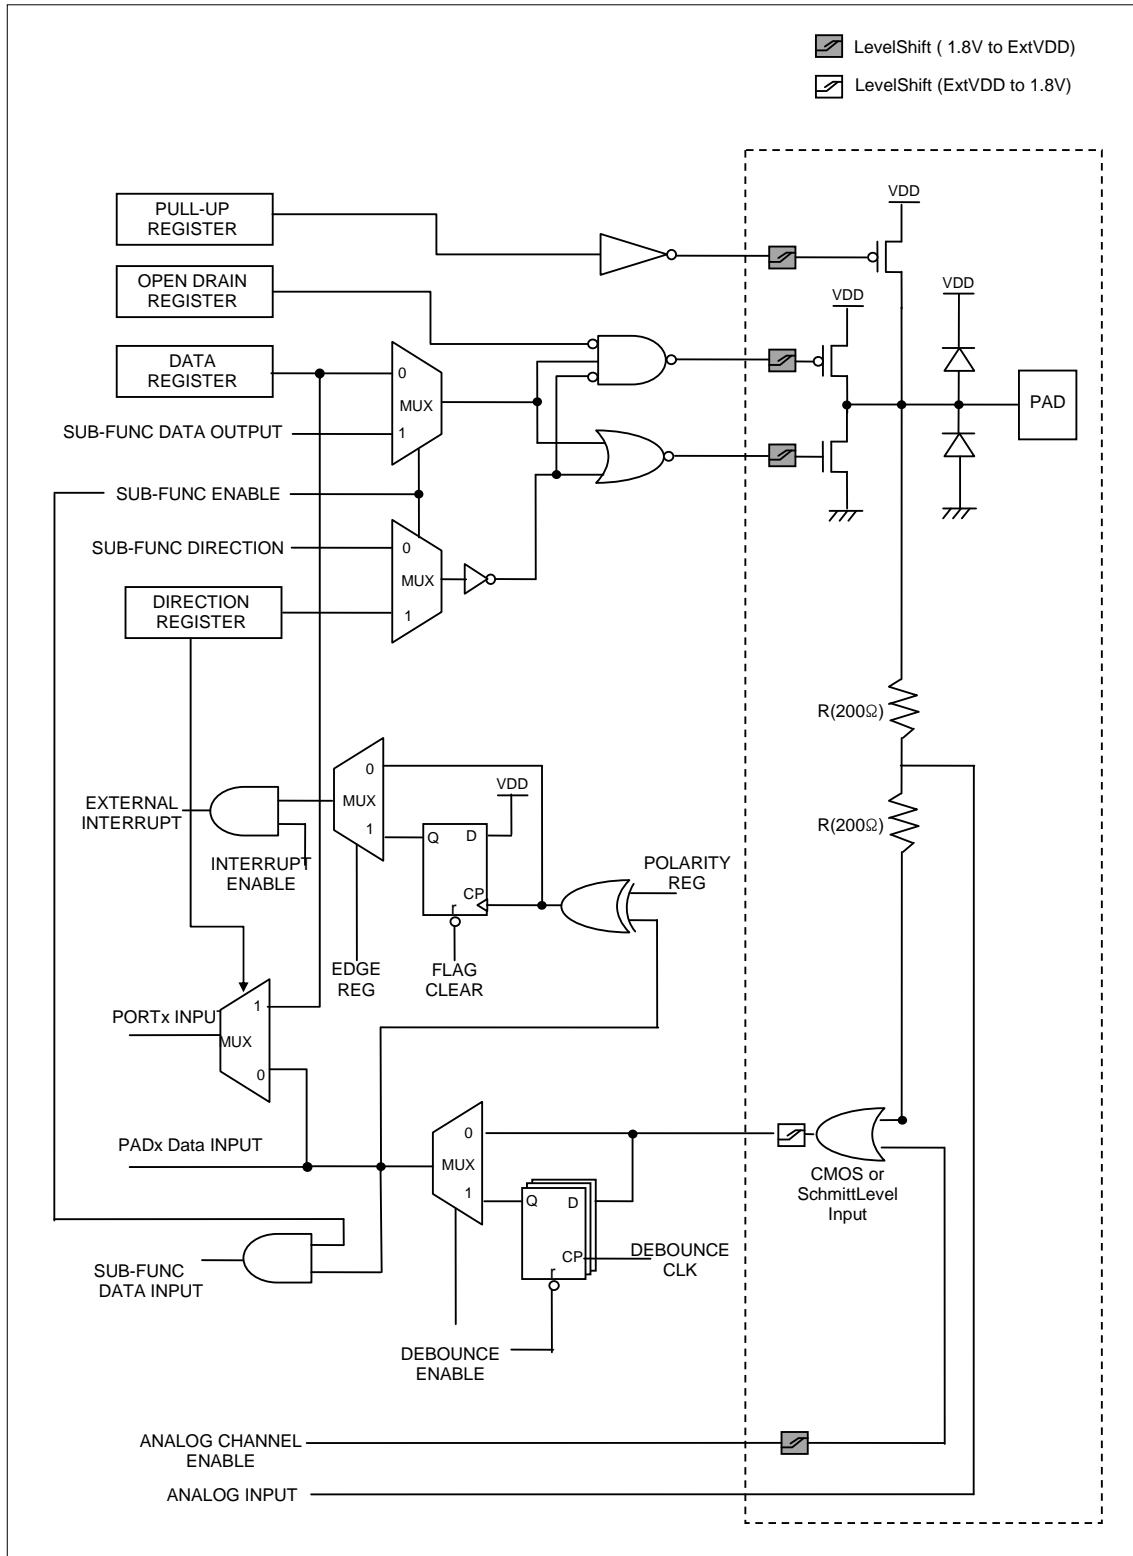 LevelShift ( 1.8V to ExtVDD)
LevelShift (ExtVDD to 1.8V)
PULL-UP
REGISTER
VDD
OPEN DRAIN
REGISTER
VDD
VDD
DATA
REGISTER
0
MUX
1
PAD
SUB-FUNC DATA OUTPUT
SUB-FUNC ENABLE
SUB-FUNC DIRECTION
0
MUX
1
DIRECTION
REGISTER
R(200Ω)
0
MUX
1
VDD
EXTERNAL
INTERRUPT
Q
D
CP
r
R(200Ω)
INTERRUPT
ENABLE
POLARITY
REG
EDGE
REG
FLAG
CLEAR
PORTx INPUT
1
MUX
0
PADx Data INPUT
0
MUX
1
CMOS or
SchmittLevel
Input
Q
D
CP
r
DEBOUNCE
CLK
SUB-FUNC
DATA INPUT
DEBOUNCE
ENABLE
ANALOG CHANNEL
ENABLE
ANALOG INPUT